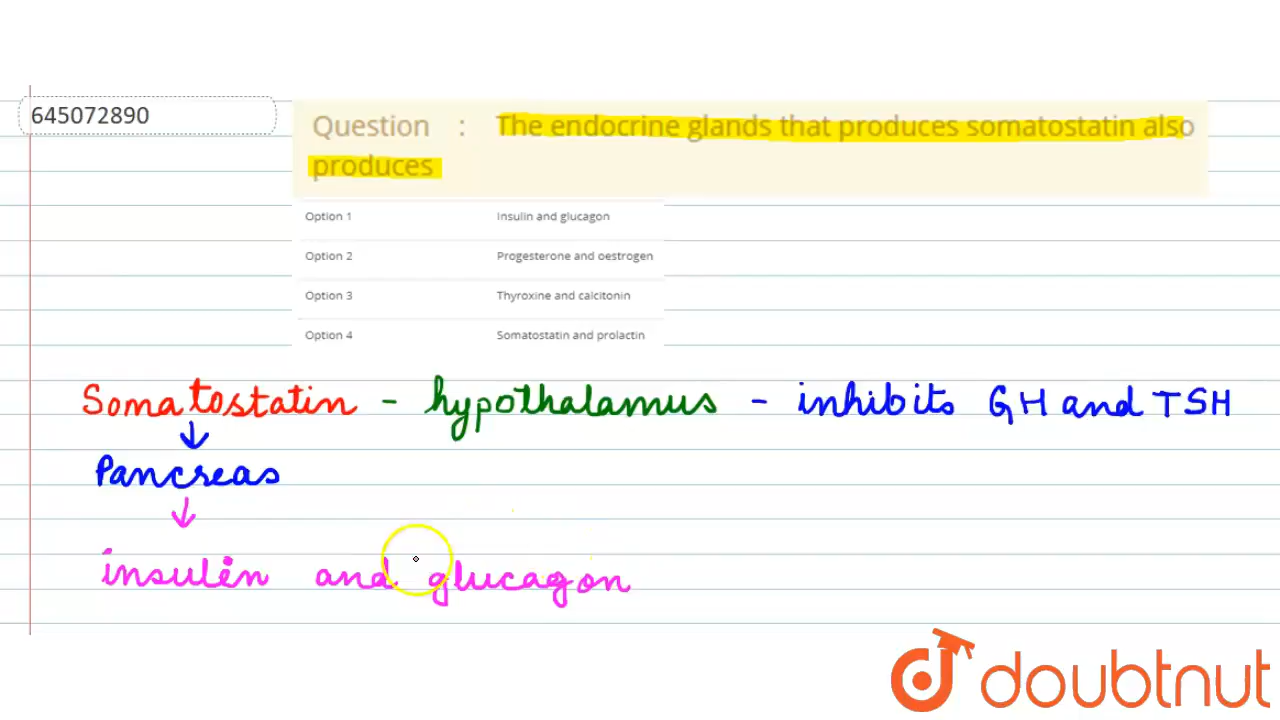 645072890
Question : The endocrine glands that produces somatostatin also
produces
Option 1 Insulin and glucagon
Option 2 Progesterone and oestrogen
Option 3 Thyroxine and calcitonin
Option 4 Somatostatin and prolactin
Somatostatin - hypothalamus - inhibits GH and TSH
↓
Pancreas
↓
insulin and glucagon
doubtnut